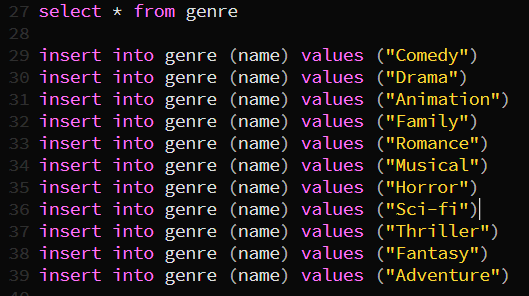 27 select * from genre
28
29 insert into genre (name) values ("Comedy")
30 insert into genre (name) values ("Drama")
31 insert into genre (name) values ("Animation")
32 insert into genre (name) values ("Family")
33 insert into genre (name) values ("Romance")
34 insert into genre (name) values ("Musical")
35 insert into genre (name) values ("Horror")
36 insert into genre (name) values ("Sci-fi")
37 insert into genre (name) values ("Thriller")
38 insert into genre (name) values ("Fantasy")
39 insert into genre (name) values ("Adventure")